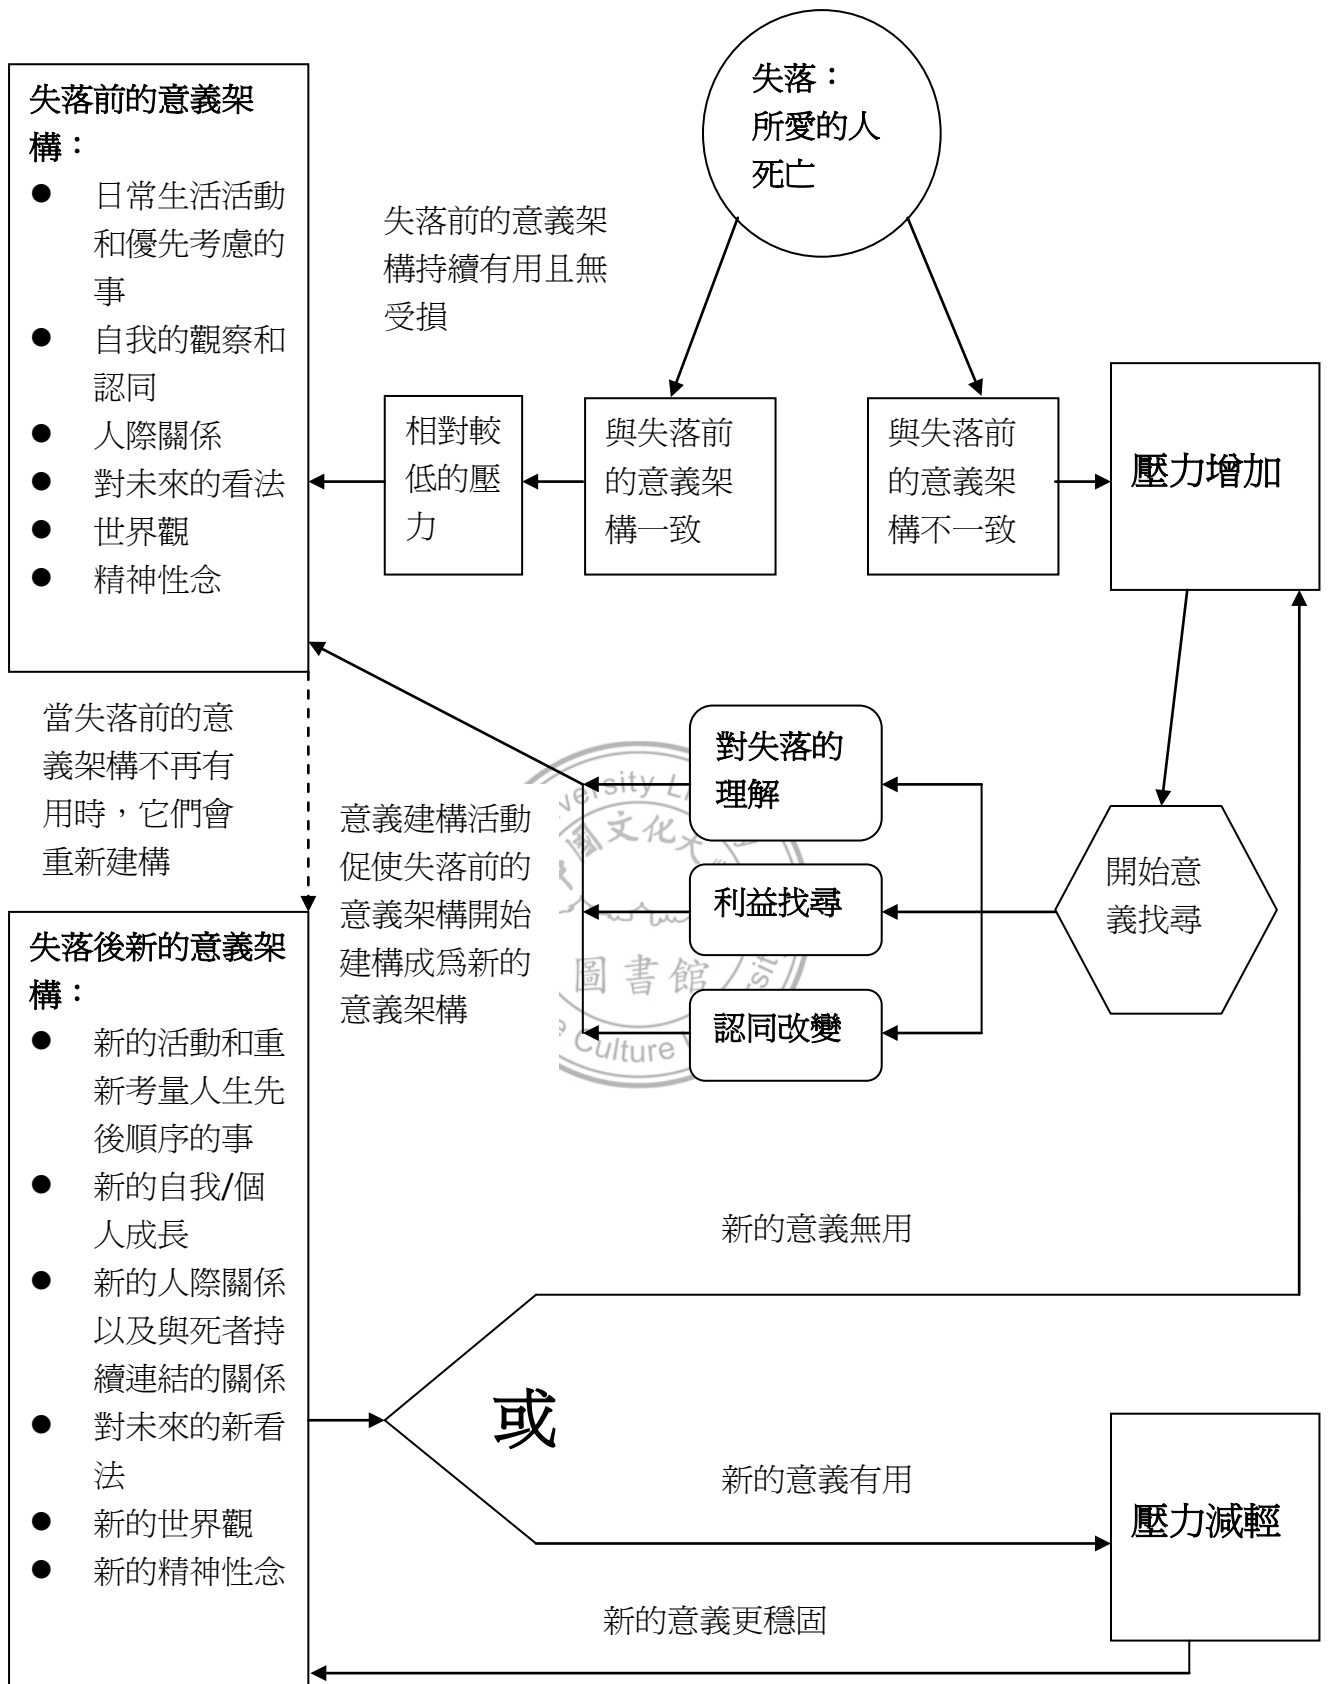 失落：
所愛的人
死亡
失落前的意義架
構：
● 日常生活活動
和優先考慮的
事
● 自我的觀察和
認同
● 人際關係
● 對未來的看法
● 世界觀
● 精神性念
失落前的意義架
構持續有用且無
受損
相對較
低的壓
力
與失落前
的意義架
構一致
與失落前
的意義架
構不一致
壓力增加
當失落前的意
義架構不再有
用時，它們會
重新建構
意義建構活動
促使失落前的
意義架構開始
建構成為新的
意義架構
對失落的
理解
利益找尋
認同改變
開始意
義找尋
圖書館
Culture
失落後新的意義架
構：
● 新的活動和重
新考量人生先
後順序的事
● 新的自我/個
人成長
● 新的人際關係
以及與死者持
續連結的關係
● 對未來的新看
法
● 新的世界觀
● 新的精神性念
新的意義無用
或
新的意義有用
壓力減輕
新的意義更穩固